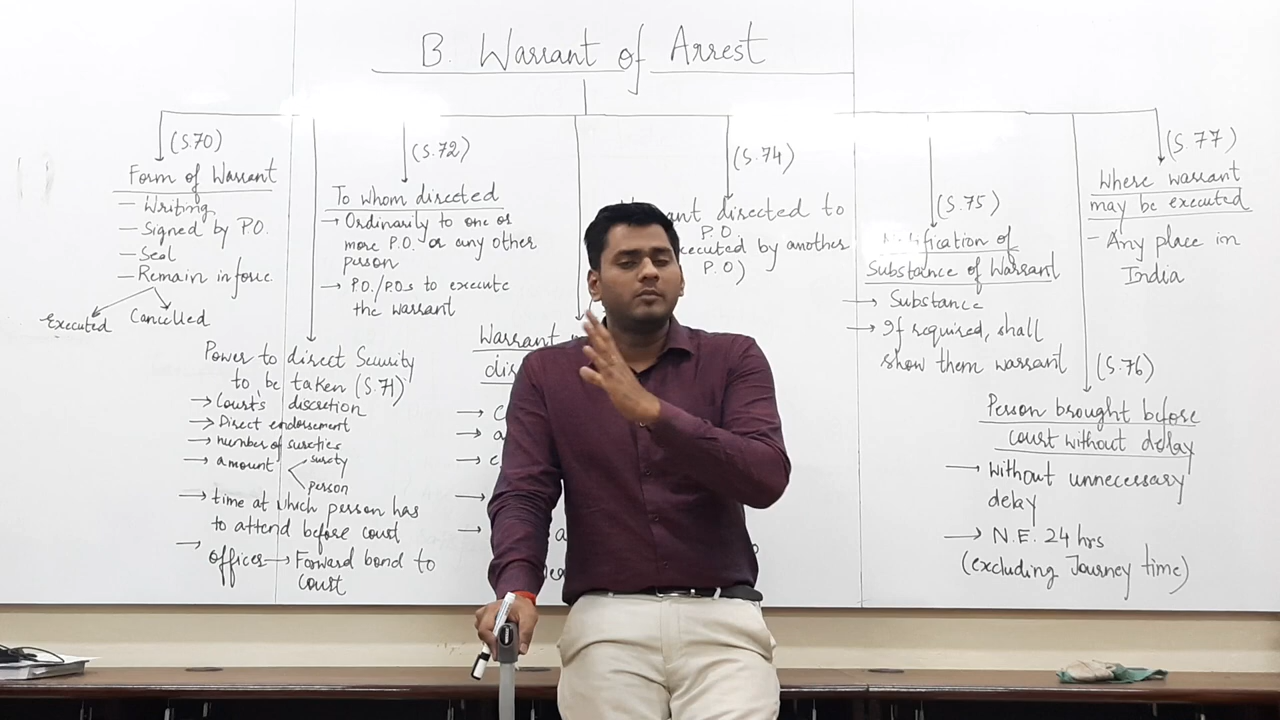 B. Warrant of Arrest
(S.70)
Form of Warrant
– Writing
– Signed by P.O.
– Seal
– Remain in force
Executed Cancelled
Power to direct Security
to be taken (S.71)
→ Court's discretion
→ Direct endorsement
→ number of sureties
→ amount
surety
person
→ time at which person has
to attend before court
→ officer → Forward bond to
court
(S.72)
To whom directed
→ Ordinarily to one or
more P.O. or any other
person
→ P.O./P.O.s to execute
the warrant
Warrant
dis
(S.74)
directed to
P.O.
by another
P.O)
(S.75)
of
Substance of Warrant
→ Substance
→ If required, shall
show them warrant
(S.76)
Person brought before
court without delay
→ without unnecessary
delay
→ N.E. 24 hrs
(excluding Journey time)
(S.77)
Where warrant
may be executed
– Any place in
India